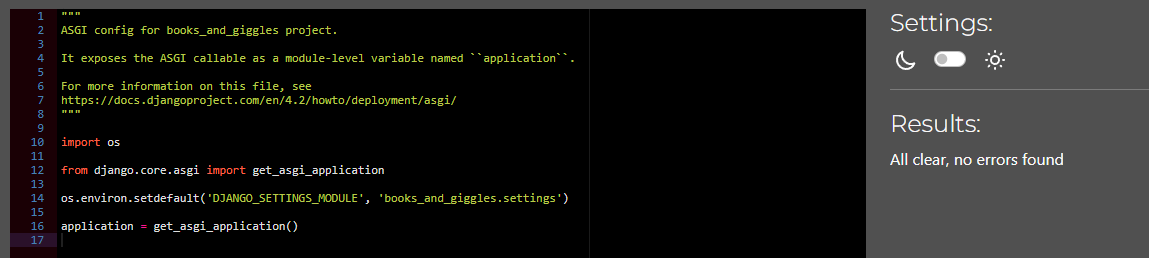 1 """
2 ASGI config for books_and_giggles project.
3
4 It exposes the ASGI callable as a module-level variable named ``application``.
5
6 For more information on this file, see
7 https://docs.djangoproject.com/en/4.2/howto/deployment/asgi/
8 """
9
10 import os
11
12 from django.core.asgi import get_asgi_application
13
14 os.environ.setdefault('DJANGO_SETTINGS_MODULE', 'books_and_giggles.settings')
15
16 application = get_asgi_application()
17
Settings:
Results:
All clear, no errors found